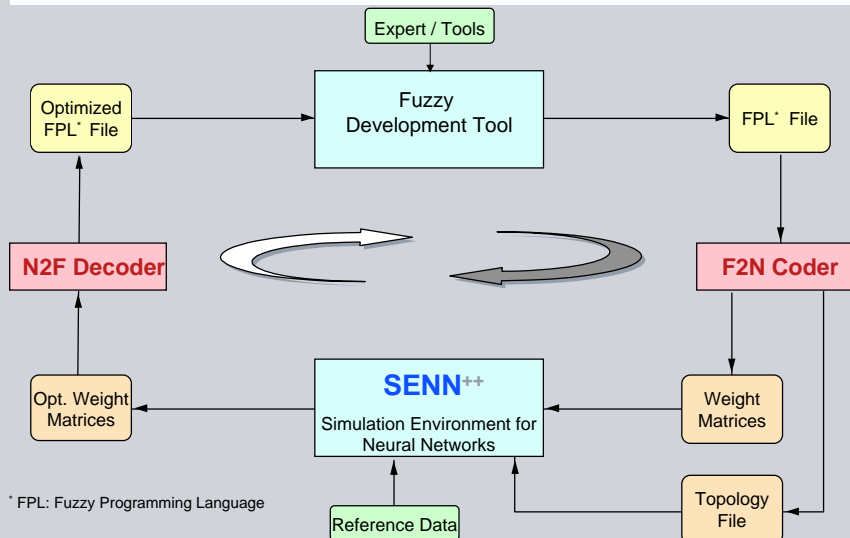 Expert / Tools
Optimized
FPL* File
Fuzzy
Development Tool
FPL* File
N2F Decoder
F2N Coder
Opt. Weight
Matrices
SENN++
Simulation Environment for
Neural Networks
Weight
Matrices
* FPL: Fuzzy Programming Language
Reference Data
Topology
File